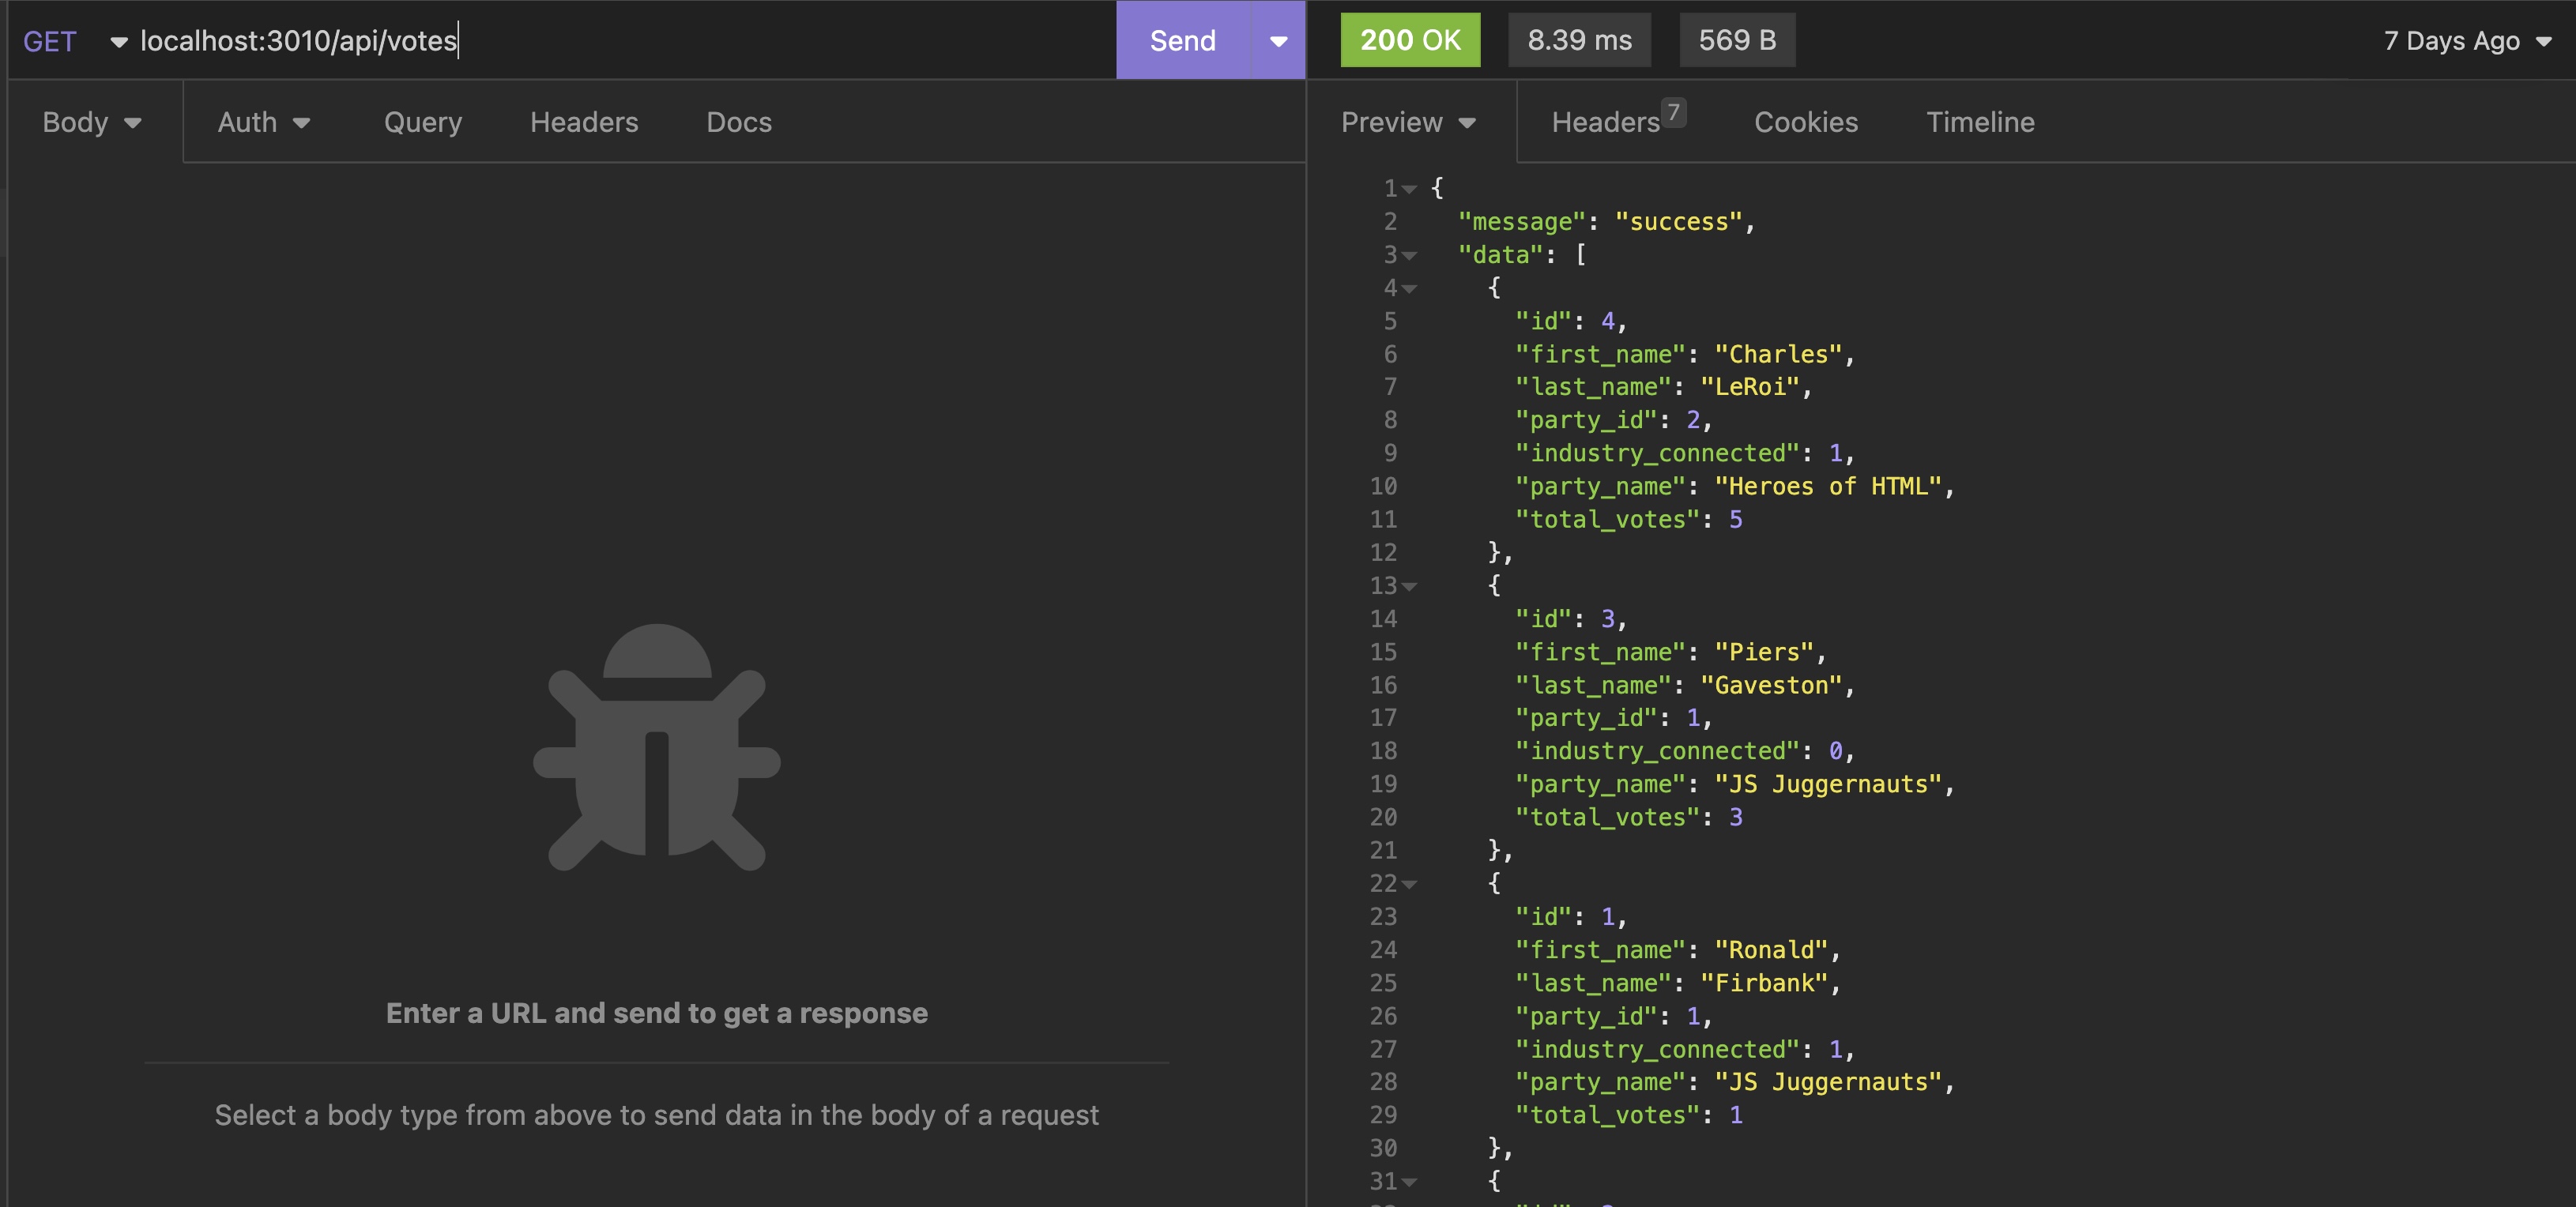 GET localhost:3010/api/votes Send 200 OK 8.39 ms 569 B 7 Days Ago
Body Auth Query Headers Docs Preview Headers 7 Cookies Timeline
Enter a URL and send to get a response
Select a body type from above to send data in the body of a request
1 {
2 "message": "success",
3 "data": [
4 {
5 "id": 4,
6 "first_name": "Charles",
7 "last_name": "LeRoi",
8 "party_id": 2,
9 "industry_connected": 1,
10 "party_name": "Heroes of HTML",
11 "total_votes": 5
12 },
13 {
14 "id": 3,
15 "first_name": "Piers",
16 "last_name": "Gaveston",
17 "party_id": 1,
18 "industry_connected": 0,
19 "party_name": "JS Juggernauts",
20 "total_votes": 3
21 },
22 {
23 "id": 1,
24 "first_name": "Ronald",
25 "last_name": "Firbank",
26 "party_id": 1,
27 "industry_connected": 1,
28 "party_name": "JS Juggernauts",
29 "total_votes": 1
30 },
31 {